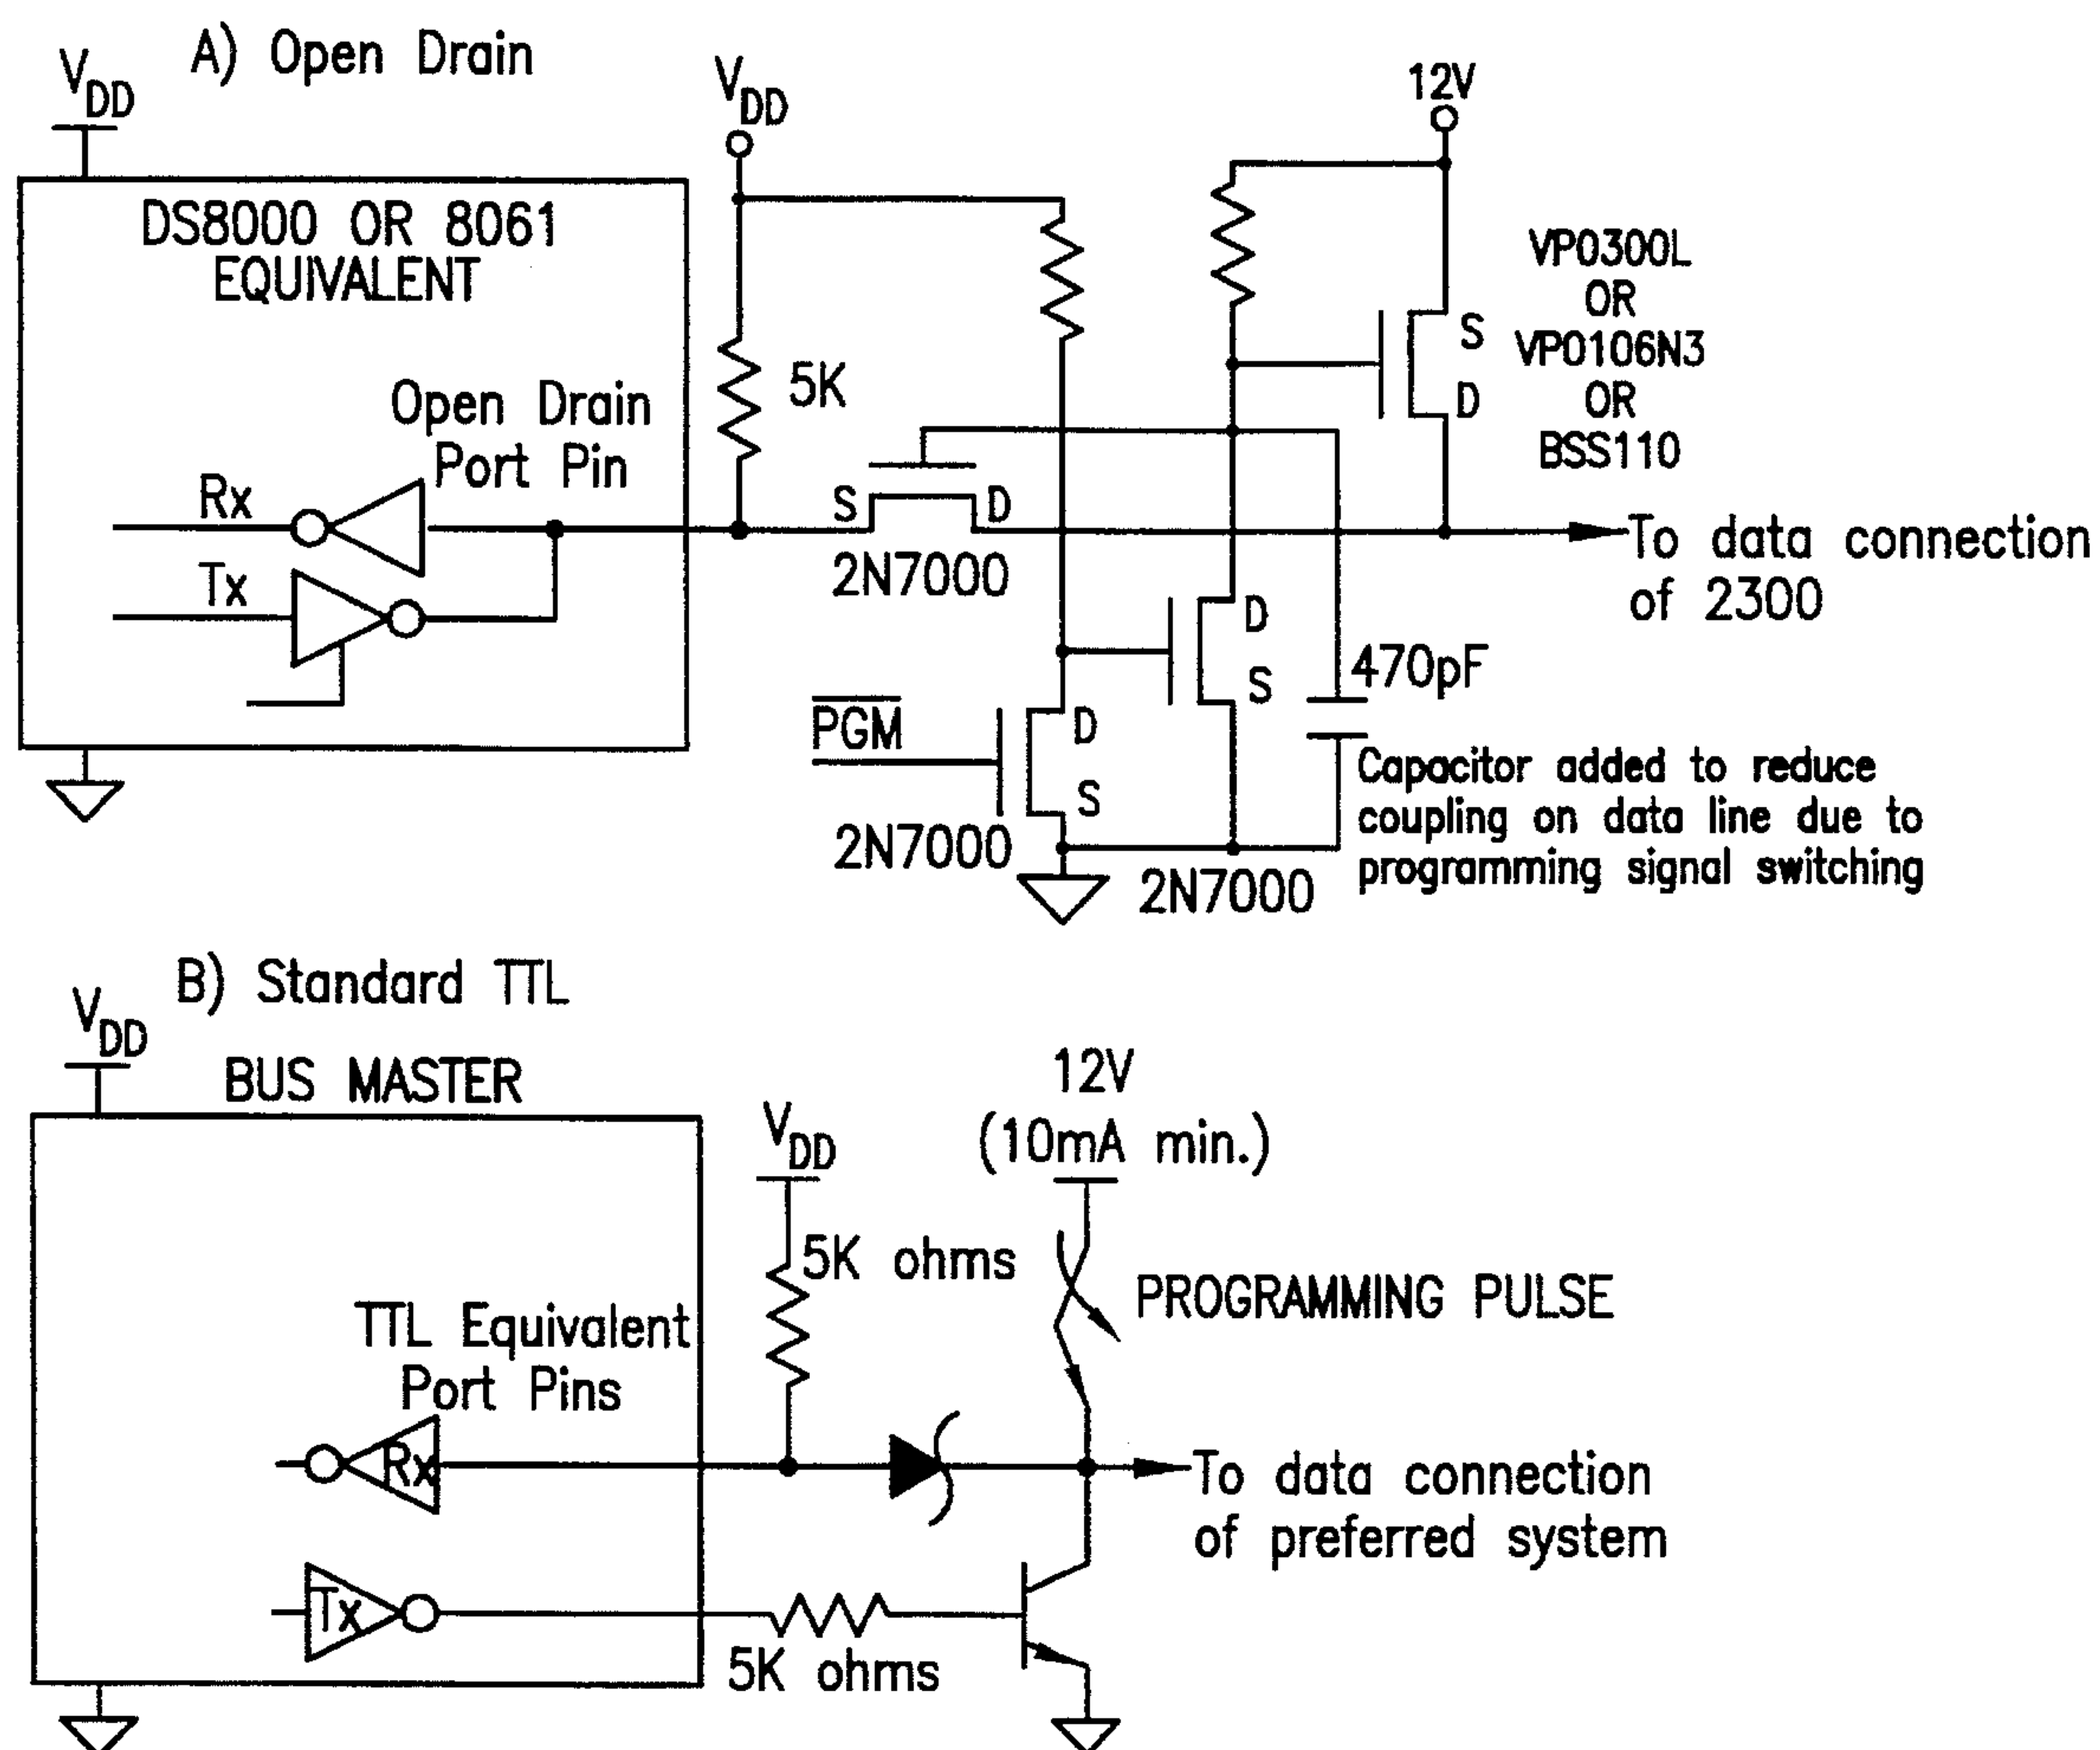 A) Open Drain
VDD
VDD
12V
DS8000 OR 8061
EQUIVALENT
Open Drain
Port Pin
Rx
Tx
5K
S
D
2N7000
VP0300L
OR
VP0106N3
OR
BSS110
S
D
To data connection
of 2300
D
S
470pF
PGM
D
S
2N7000
2N7000
Capacitor added to reduce
coupling on data line due to
programming signal switching
B) Standard TTL
VDD
BUS MASTER
VDD
12V
(10mA min.)
5K ohms
PROGRAMMING PULSE
TTL Equivalent
Port Pins
Rx
To data connection
of preferred system
Tx
5K ohms